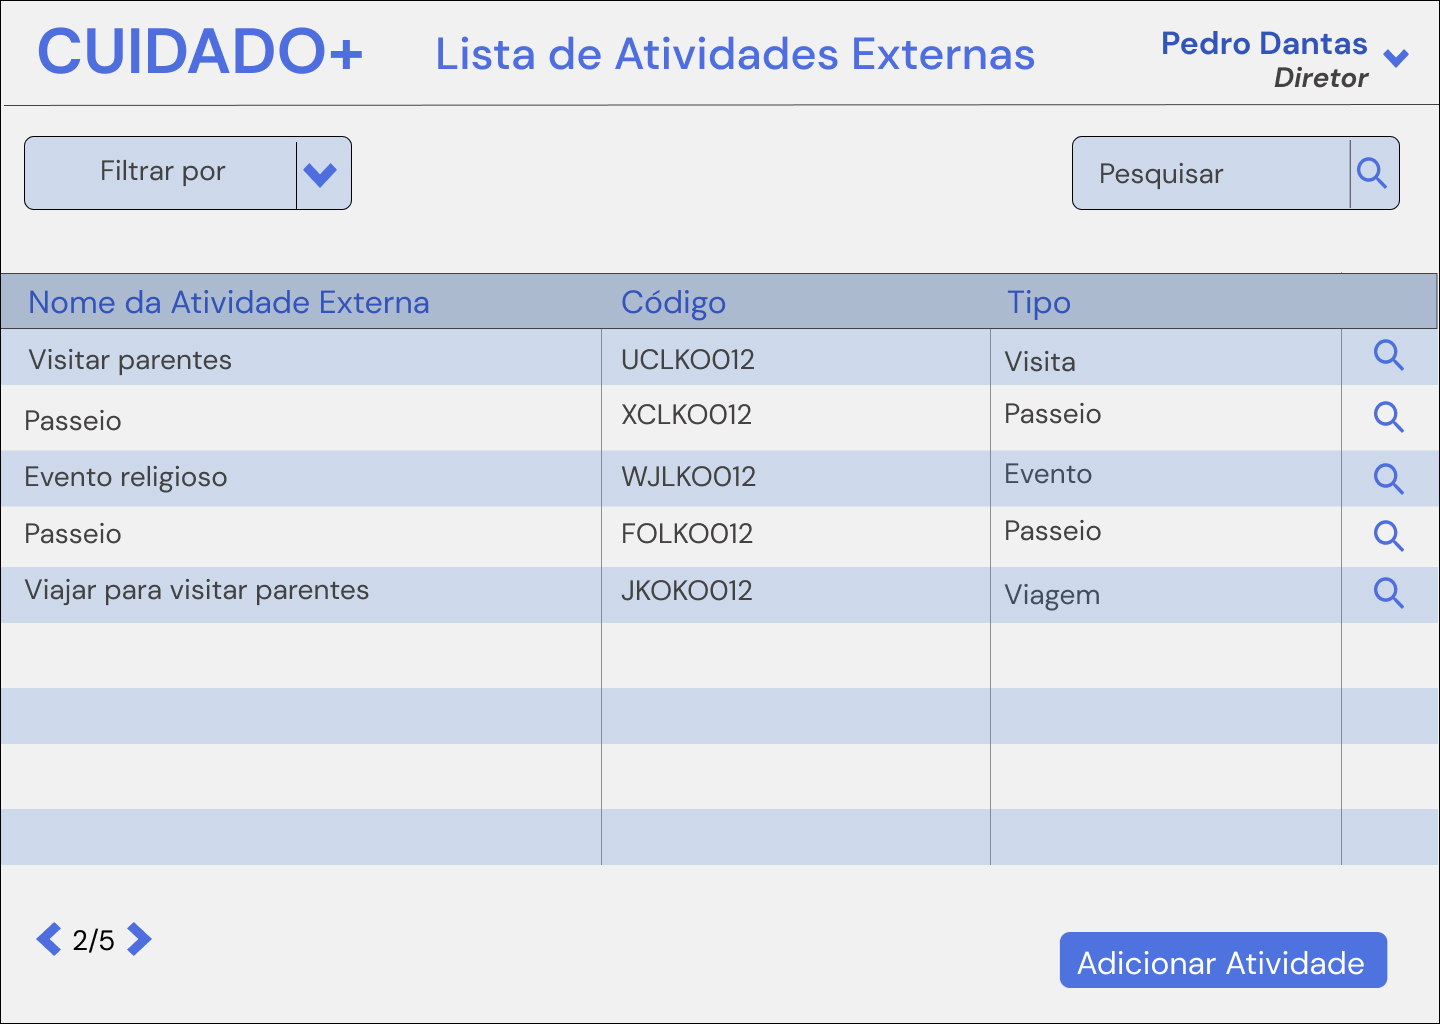 CUIDADO+
Lista de Atividades Externas
Pedro Dantas
Diretor
Filtrar por
Pesquisar
Nome da Atividade Externa Código Tipo
Visitar parentes UCLKO012 Visita
Passeio XCLKO012 Passeio
Evento religioso WJLKO012 Evento
Passeio FOLKO012 Passeio
Viajar para visitar parentes JKOKO012 Viagem
2/5
Adicionar Atividade